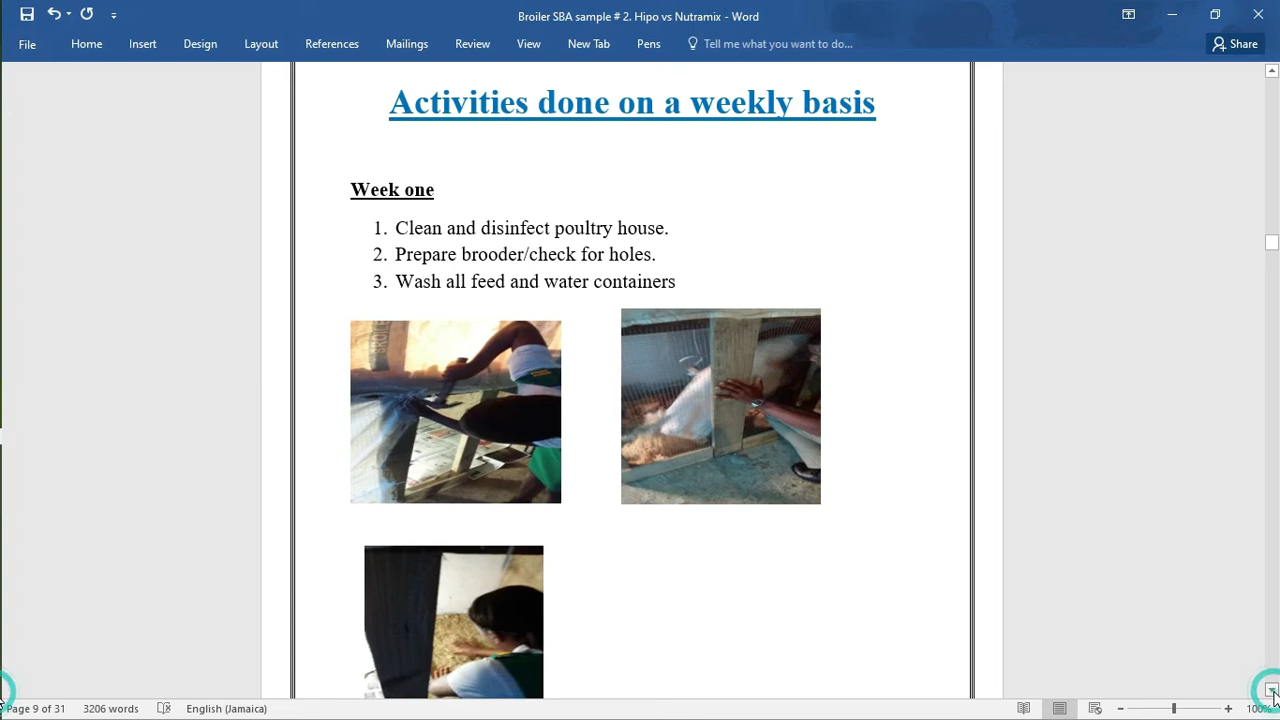 Broiler SBA sample # 2. Hipo vs Nutramix - Word
File Home Insert Design Layout References Mailings Review View New Tab Pens Tell me what you want to do... Share
Activities done on a weekly basis
Week one
1. Clean and disinfect poultry house.
2. Prepare brooder/check for holes.
3. Wash all feed and water containers
Page 9 of 31 3206 words English (Jamaica) 100%